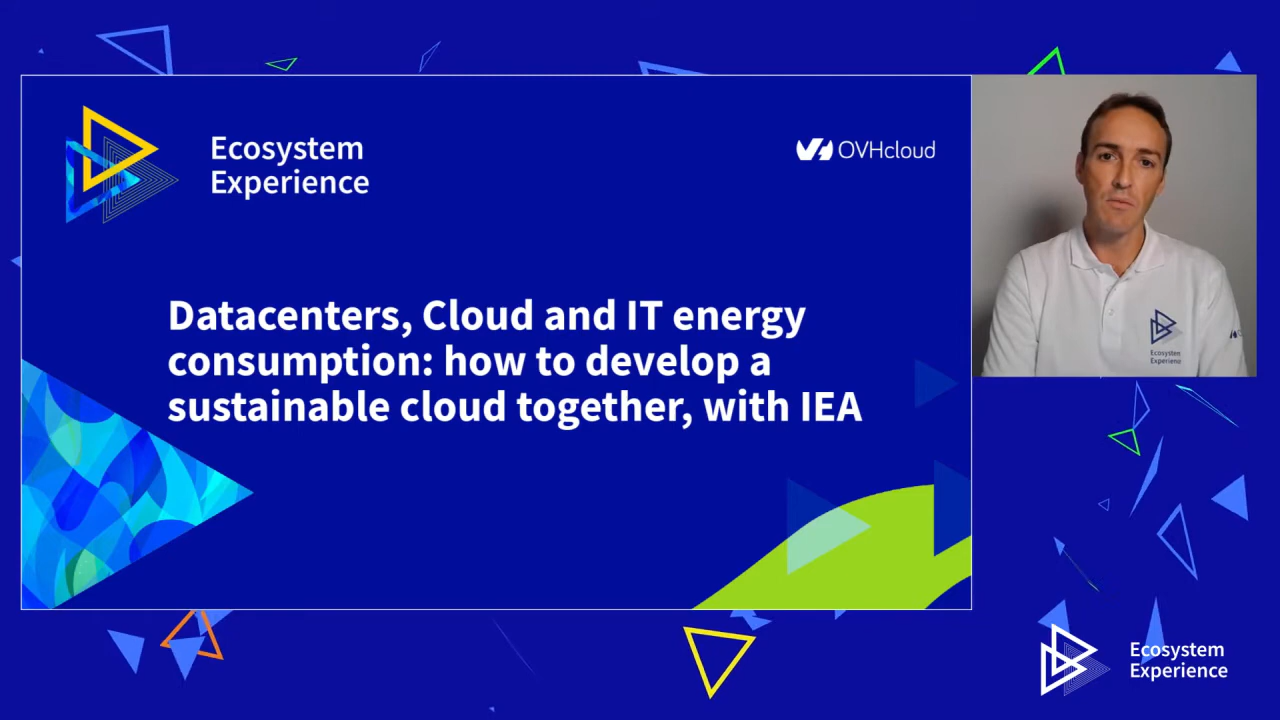 Ecosystem
Experience
OVHcloud
Datacenters, Cloud and IT energy
consumption: how to develop a
sustainable cloud together, with IEA
Ecosystem
Experience
Ecosystem
Experience